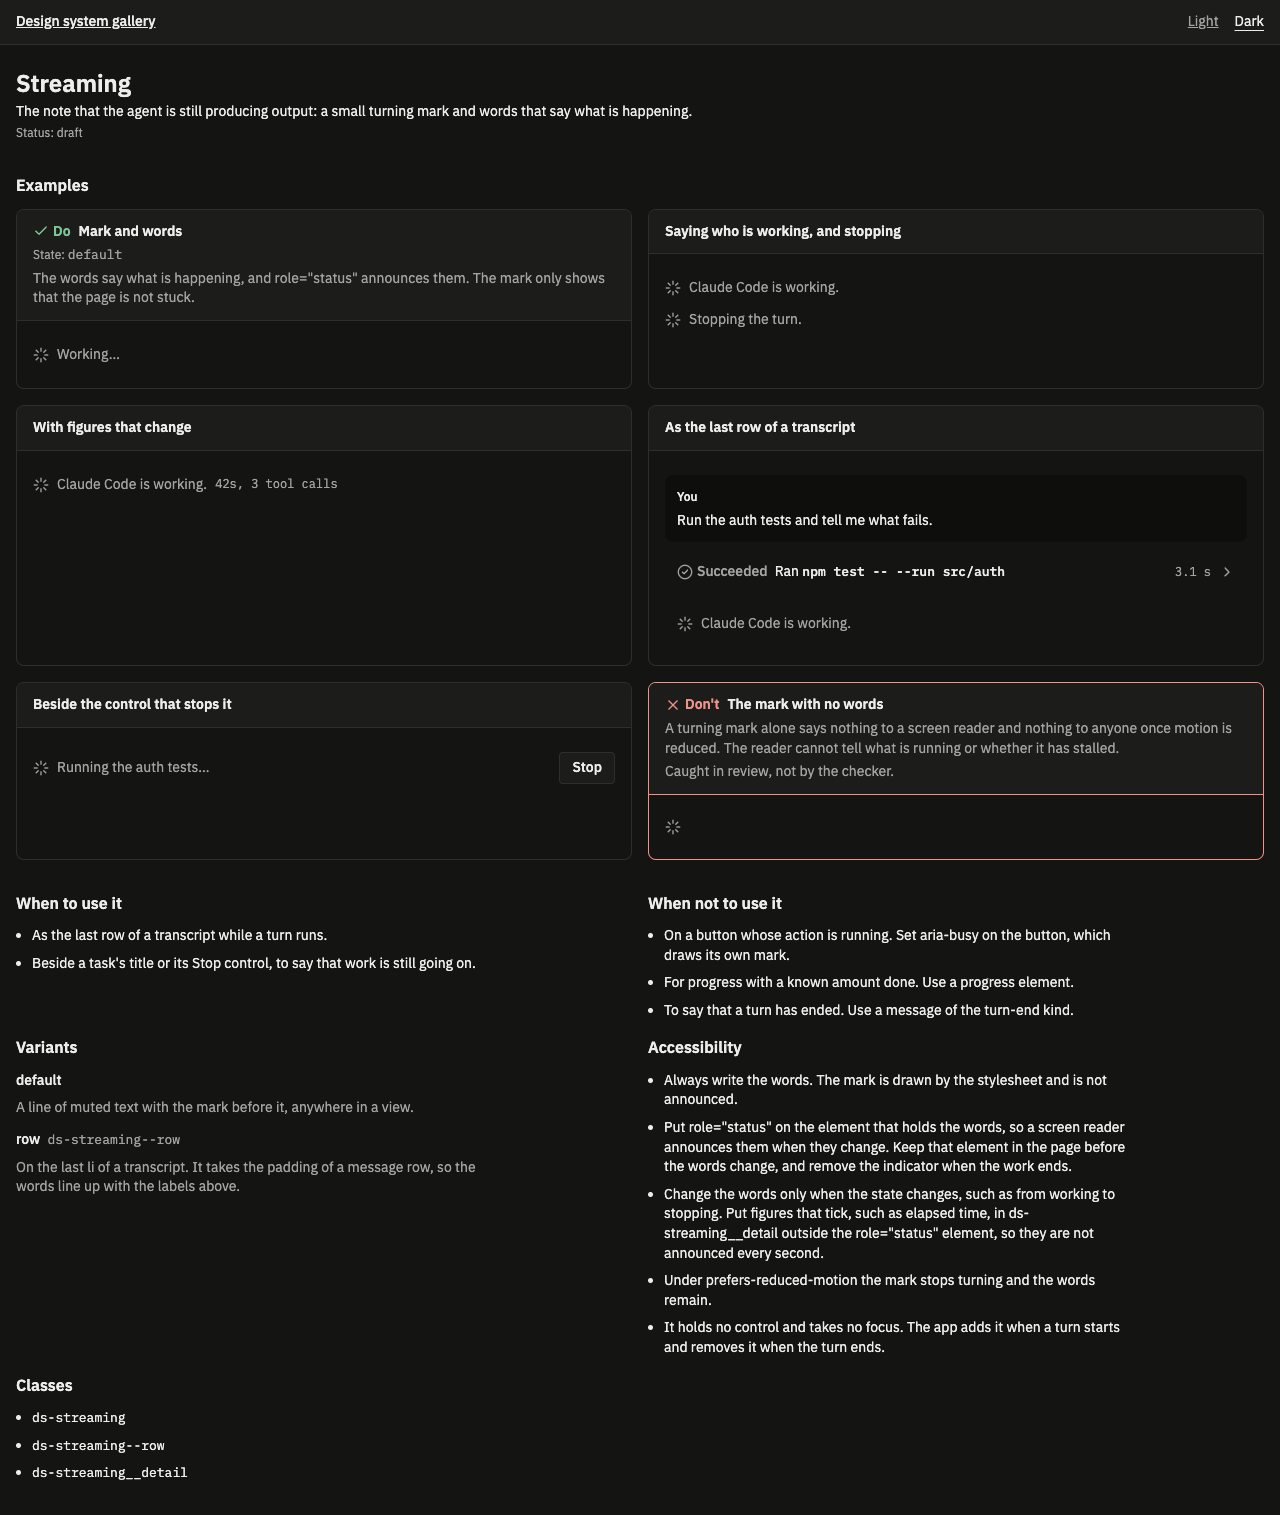 Design system gallery
Light Dark
Streaming
The note that the agent is still producing output: a small turning mark and words that say what is happening.
Status: draft
Examples
Do Mark and words
State: default
The words say what is happening, and role="status" announces them. The mark only shows
that the page is not stuck.
Working...
Saying who is working, and stopping
Claude Code is working.
Stopping the turn.
With figures that change
Claude Code is working. 42s, 3 tool calls
As the last row of a transcript
You
Run the auth tests and tell me what fails.
Succeeded Ran npm test -- --run src/auth 3.1 s
Claude Code is working.
Beside the control that stops it
Running the auth tests...
Stop
Don't The mark with no words
A turning mark alone says nothing to a screen reader and nothing to anyone once motion is
reduced. The reader cannot tell what is running or whether it has stalled.
Caught in review, not by the checker.
When to use it
As the last row of a transcript while a turn runs.
Beside a task's title or its Stop control, to say that work is still going on.
When not to use it
On a button whose action is running. Set aria-busy on the button, which
draws its own mark.
For progress with a known amount done. Use a progress element.
To say that a turn has ended. Use a message of the turn-end kind.
Variants
default
A line of muted text with the mark before it, anywhere in a view.
row ds-streaming--row
On the last li of a transcript. It takes the padding of a message row, so the
words line up with the labels above.
Accessibility
Always write the words. The mark is drawn by the stylesheet and is not
announced.
Put role="status" on the element that holds the words, so a screen reader
announces them when they change. Keep that element in the page before
the words change, and remove the indicator when the work ends.
Change the words only when the state changes, such as from working to
stopping. Put figures that tick, such as elapsed time, in ds-
streaming__detail outside the role="status" element, so they are not
announced every second.
Under prefers-reduced-motion the mark stops turning and the words
remain.
It holds no control and takes no focus. The app adds it when a turn starts
and removes it when the turn ends.
Classes
ds-streaming
ds-streaming--row
ds-streaming__detail